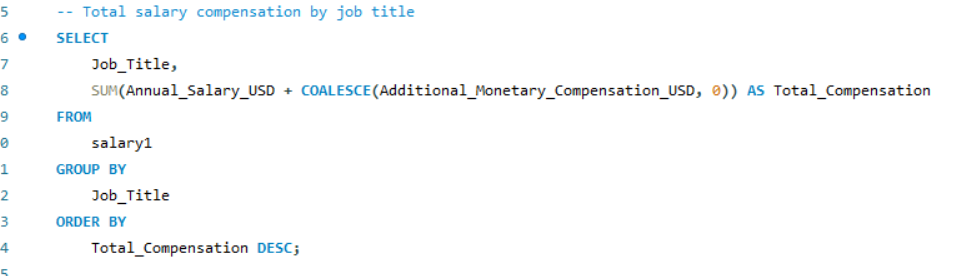 5 -- Total salary compensation by job title
6 SELECT
7 Job_Title,
8 SUM(Annual_Salary_USD + COALESCE(Additional_Monetary_Compensation_USD, 0)) AS Total_Compensation
9 FROM
0 salary1
1 GROUP BY
2 Job_Title
3 ORDER BY
4 Total_Compensation DESC;
5